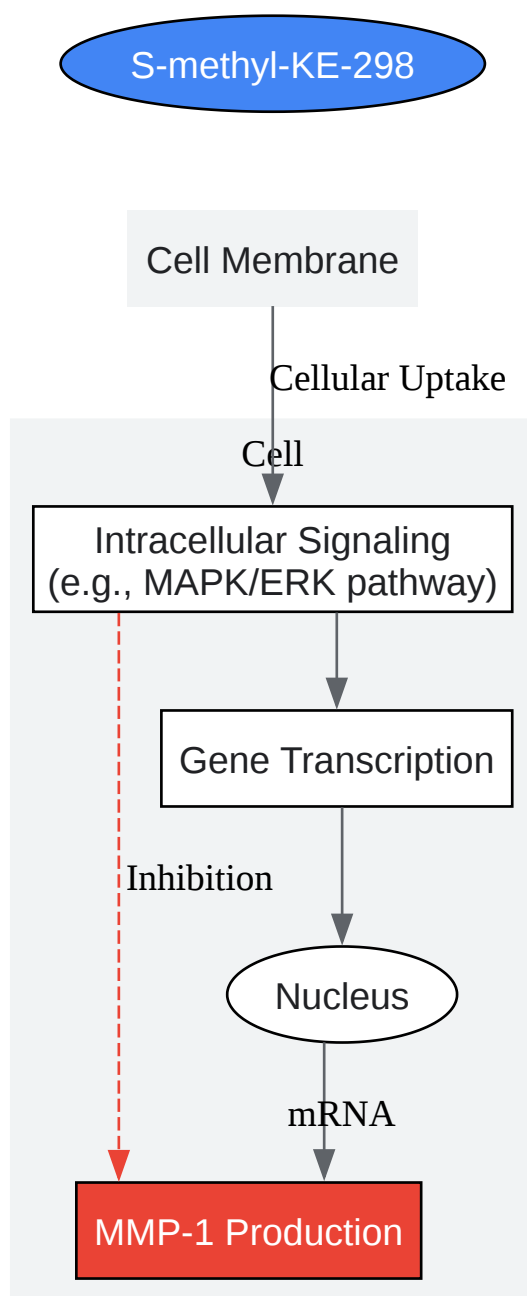 S-methyl-KE-298
Cell Membrane
Cellular Uptake
Cell
Intracellular Signaling
(e.g., MAPK/ERK pathway)
Gene Transcription
Inhibition
Nucleus
mRNA
MMP-1 Production